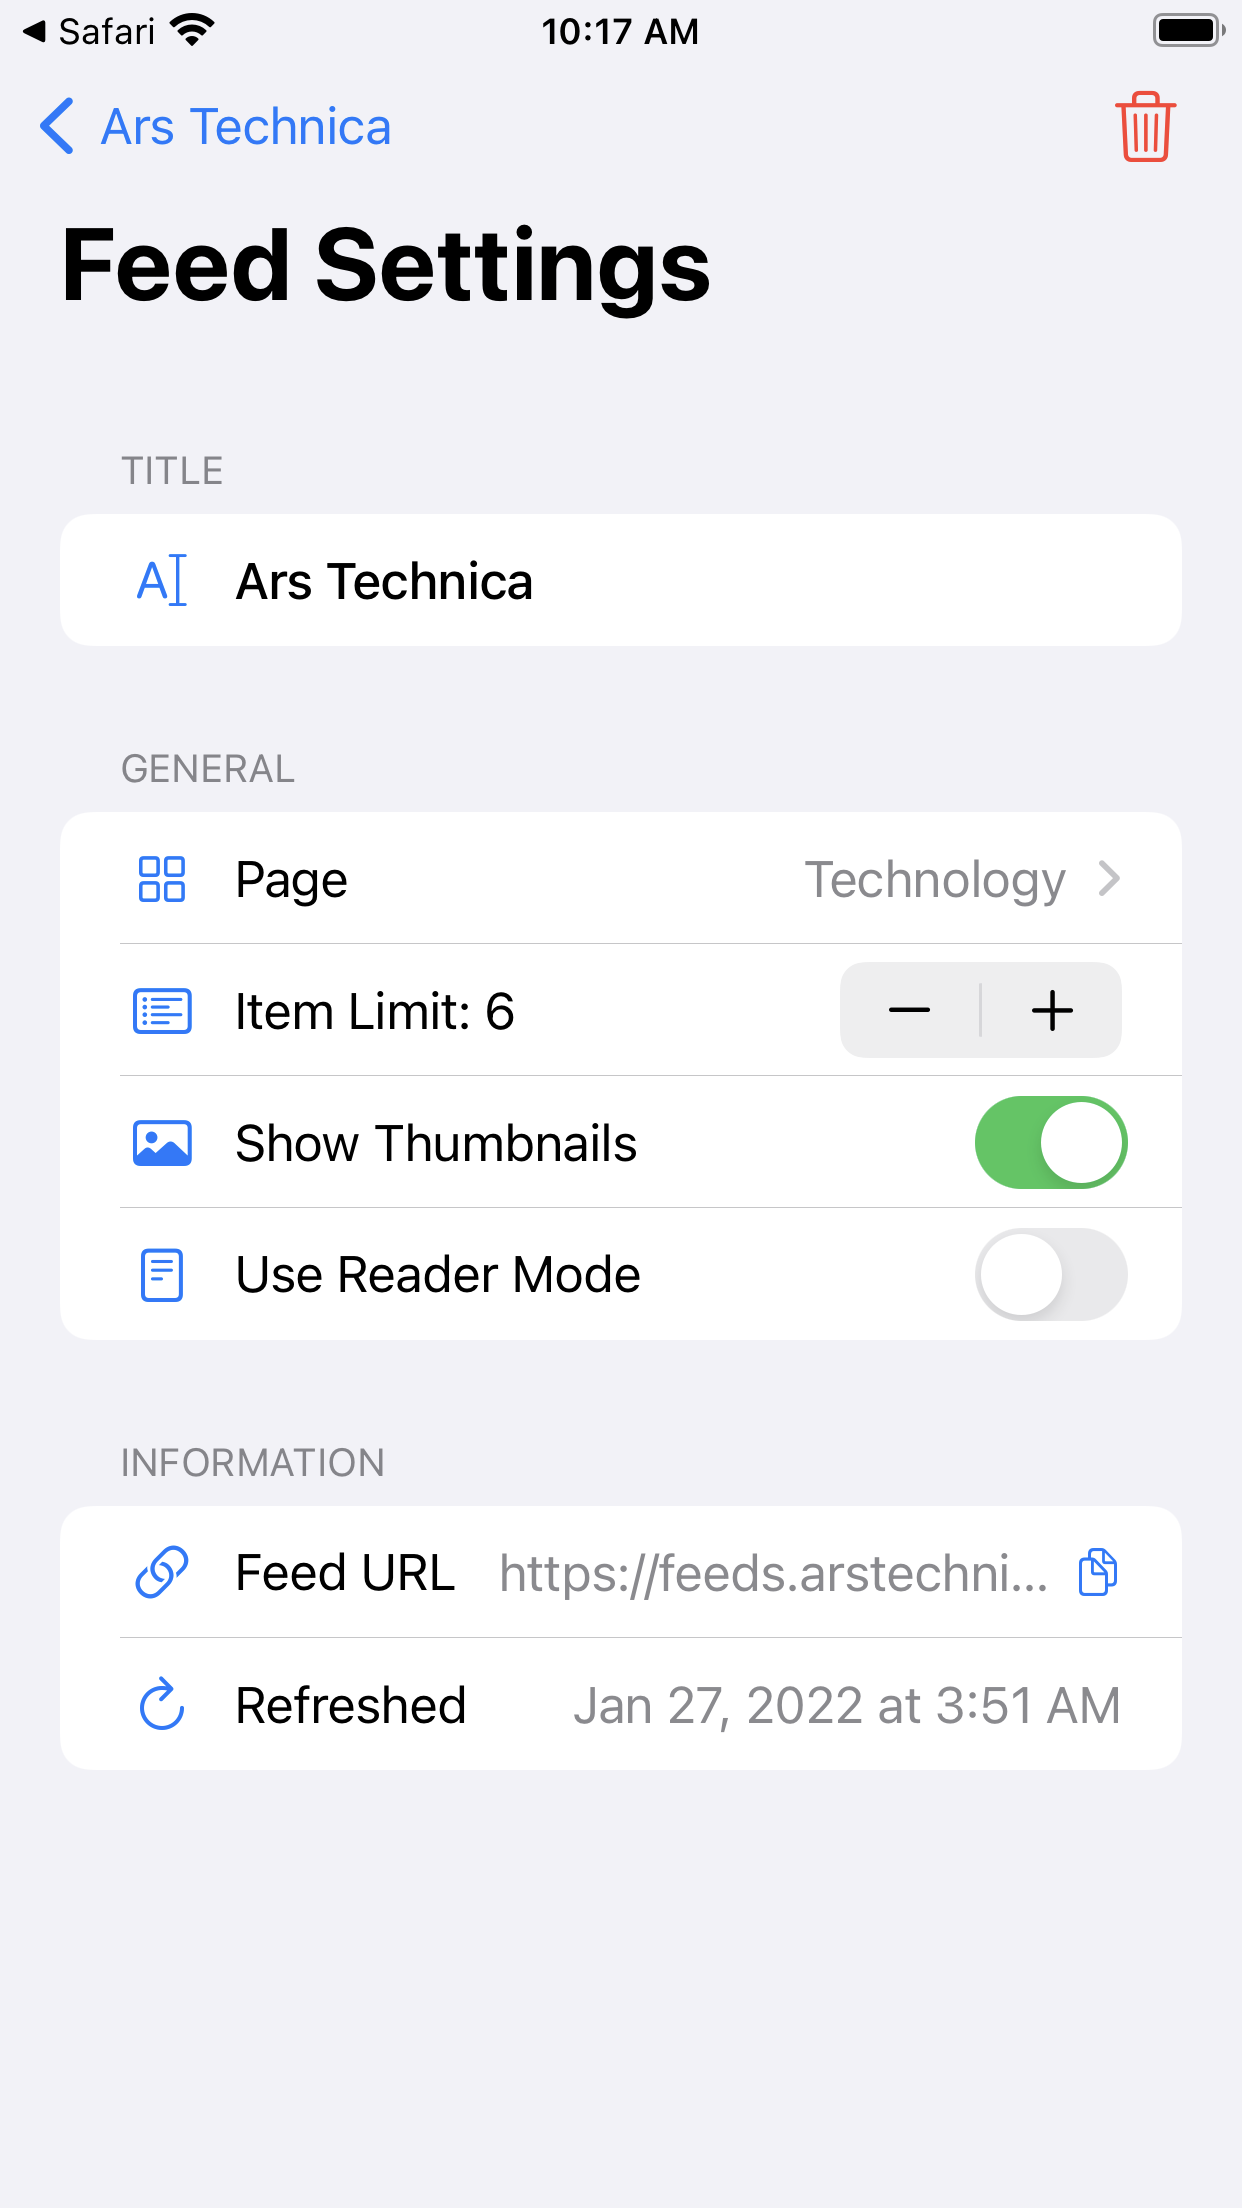 Safari 10:17 AM
Ars Technica
Feed Settings
TITLE
Ars Technica
GENERAL
Page Technology
Item Limit: 6
Show Thumbnails
Use Reader Mode
INFORMATION
Feed URL https://feeds.arstechni...
Refreshed Jan 27, 2022 at 3:51 AM